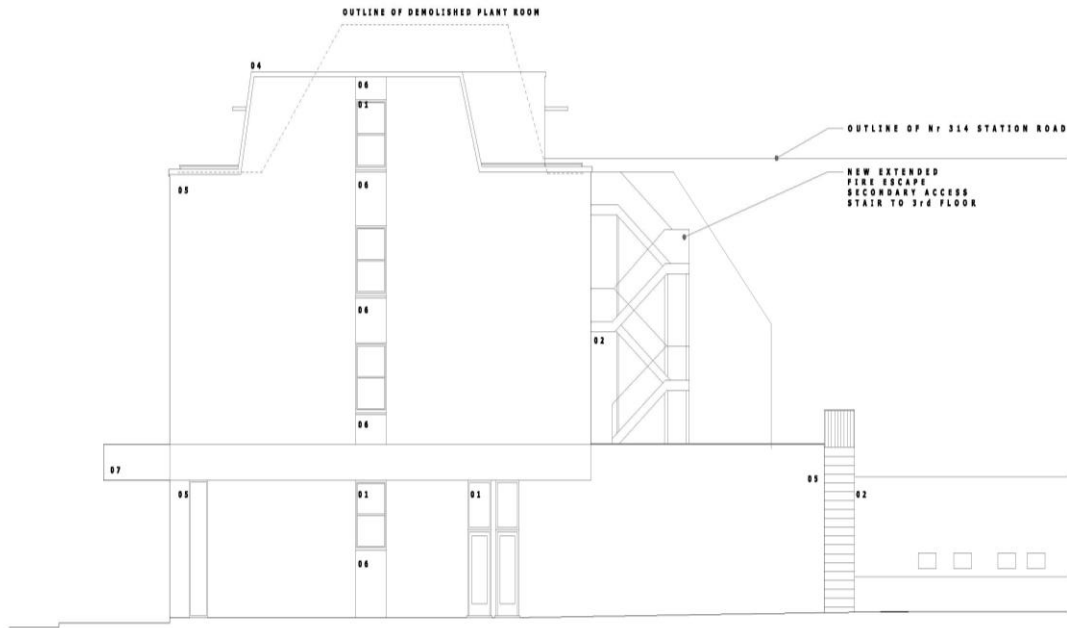 OUTLINE OF DEMOLISHED PLANT ROOM
04
06
01
OUTLINE OF Nr 314 STATION ROAD
NEW EXTENDED
FIRE ESCAPE
SECONDARY ACCESS
STAIR TO 3rd FLOOR
05
06
06
02
06
07
05
05
01
01
02
06